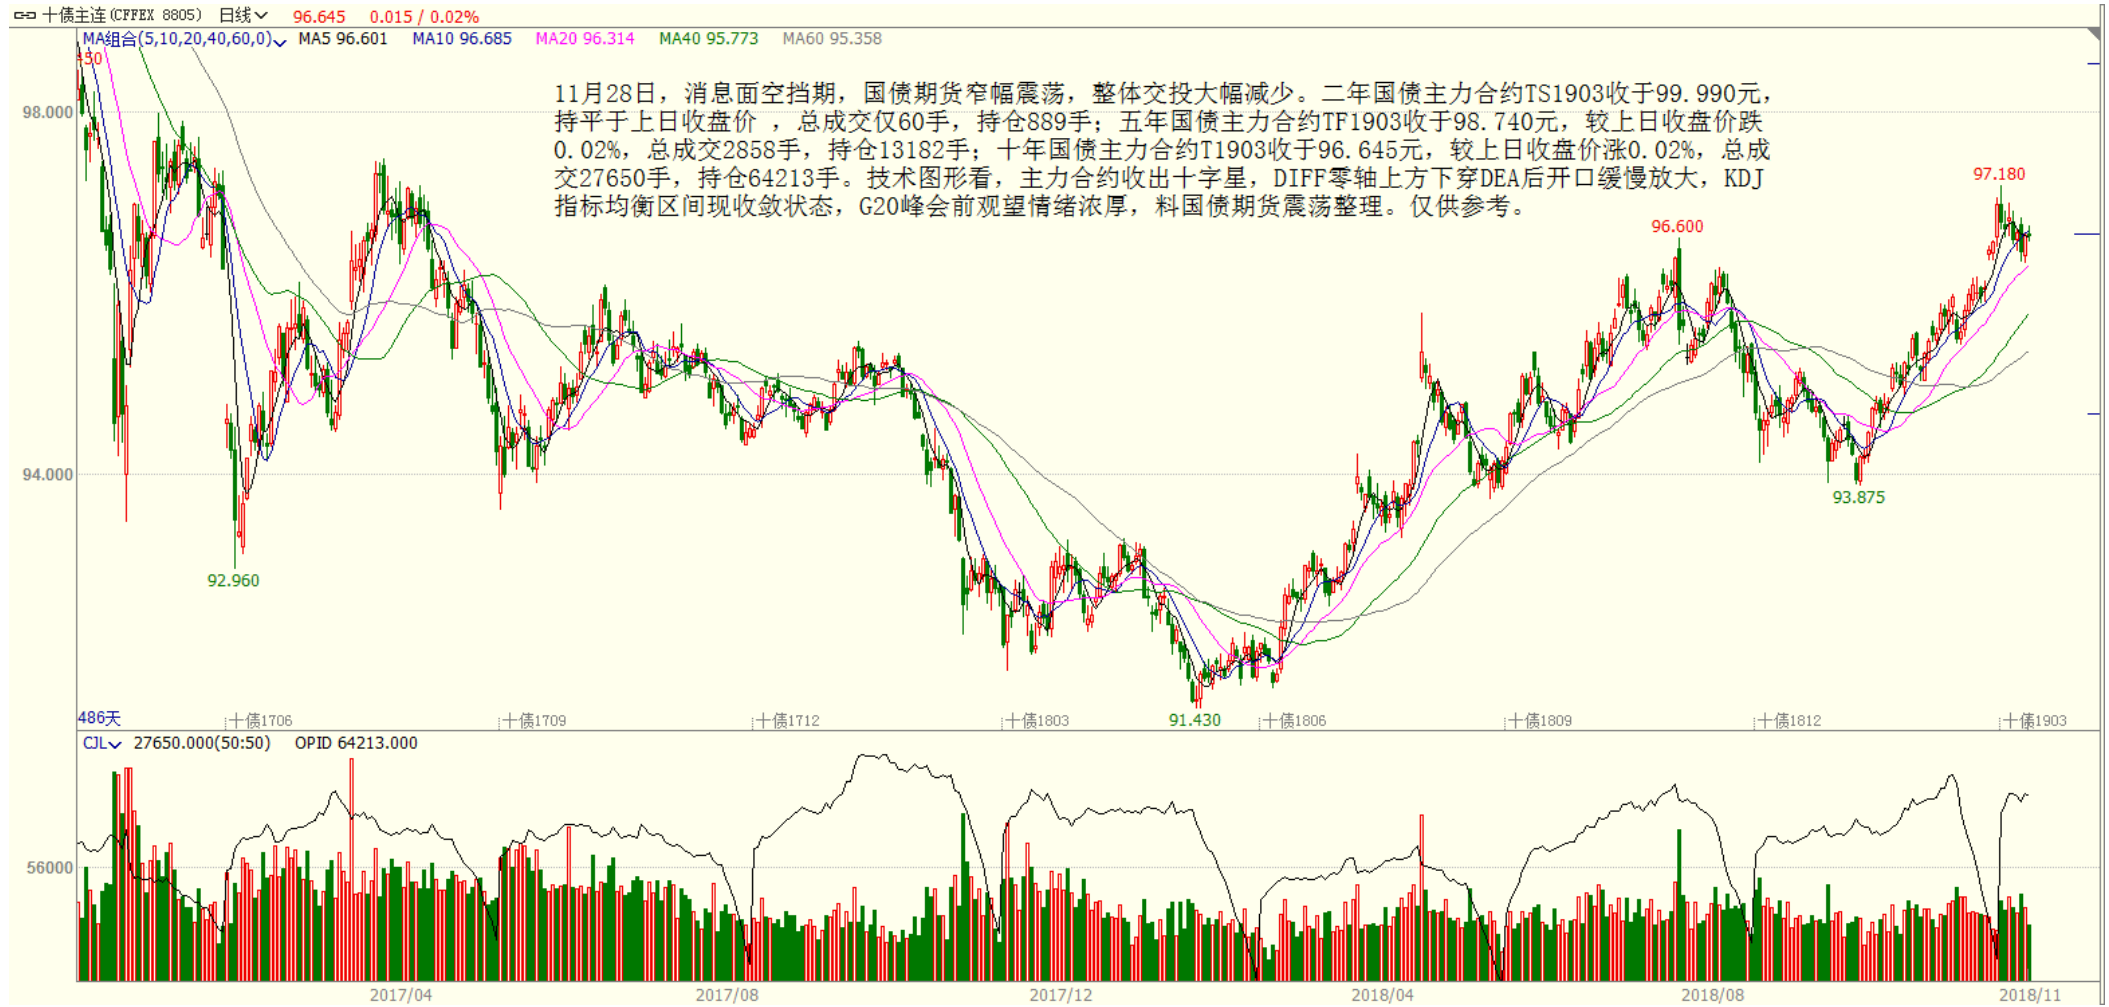 十债主连(CFFEX 8805) 日线 96.645 0.015 / 0.02%
MA组合(5,10,20,40,60,0) MA5 96.601 MA10 96.685 MA20 96.314 MA40 95.773 MA60 95.358
450
11月28日，消息面空挡期，国债期货窄幅震荡，整体交投大幅减少。二年国债主力合约TS1903收于99.990元，
持平于上日收盘价 ，总成交仅60手，持仓889手；五年国债主力合约TF1903收于98.740元，较上日收盘价跌
0.02%，总成交2858手，持仓13182手；十年国债主力合约T1903收于96.645元，较上日收盘价涨0.02%，总成
交27650手，持仓64213手。技术图形看，主力合约收出十字星，DIFF零轴上方下穿DEA后开口缓慢放大，KDJ
指标均衡区间现收敛状态，G20峰会前观望情绪浓厚，料国债期货震荡整理。仅供参考。
98.000
97.180
96.600
94.000
93.875
92.960
91.430
486天
十债1706 十债1709 十债1712 十债1803 十债1806 十债1809 十债1812 十债1903
CJL 27650.000(50:50) OPID 64213.000
56000
2017/04 2017/08 2017/12 2018/04 2018/08 2018/11